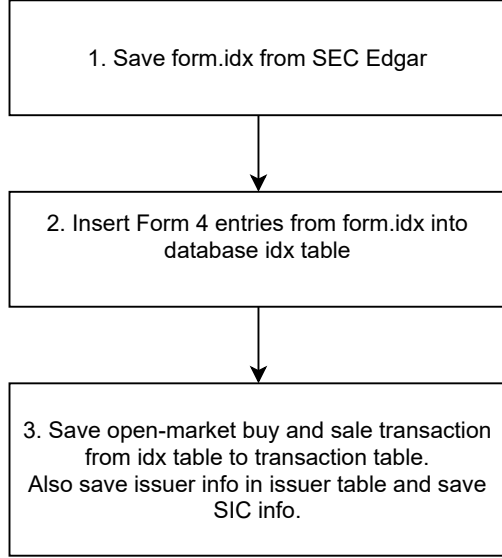 1. Save form.idx from SEC Edgar
2. Insert Form 4 entries from form.idx into
database idx table
3. Save open-market buy and sale transaction
from idx table to transaction table.
Also save issuer info in issuer table and save
SIC info.